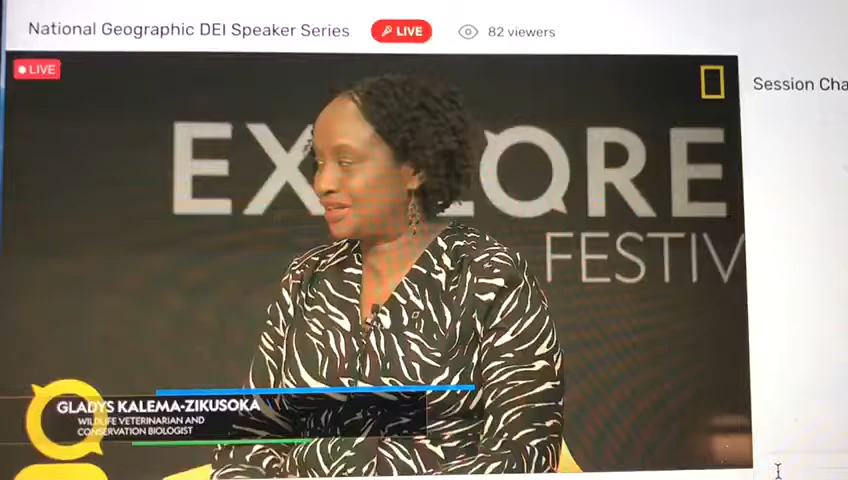 National Geographic DEI Speaker Series
LIVE
82 viewers
LIVE
Session Cha
EX LORE
FESTIV
GLADYS KALEMA-ZIKUSOKA
WILDLIFE VETERINARIAN AND
CONSERVATION BIOLOGIST